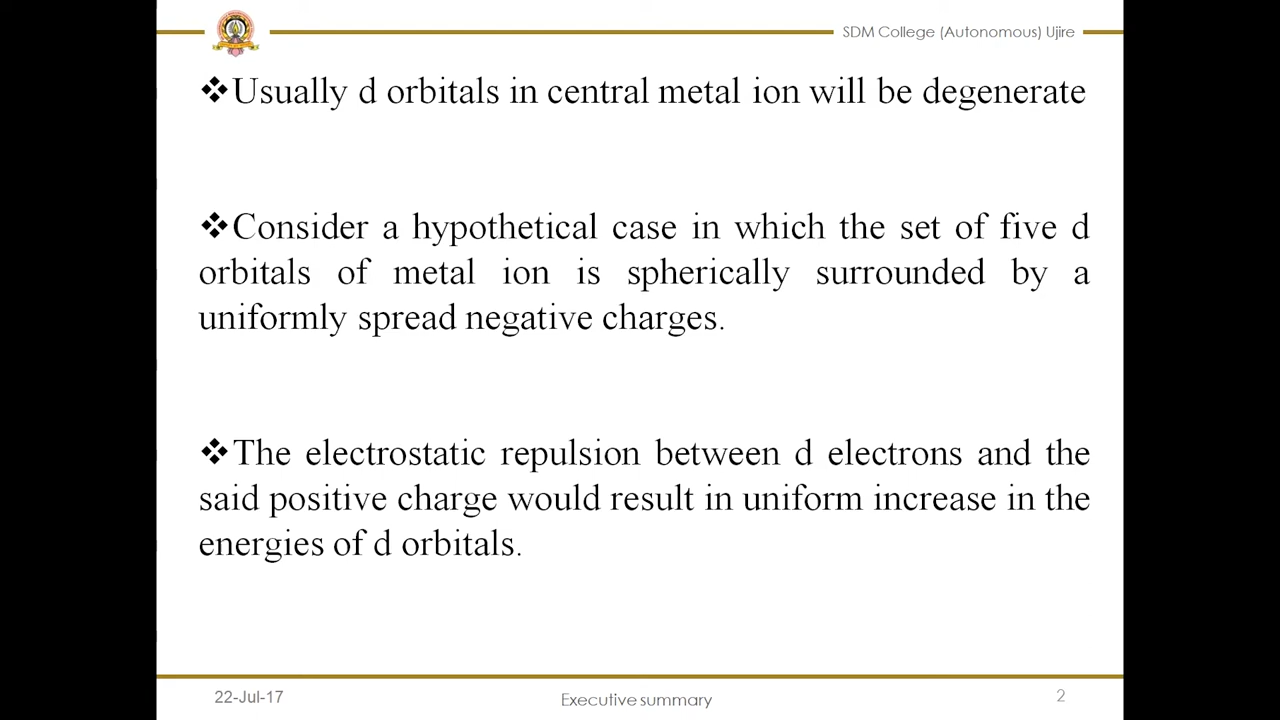 SDM College (Autonomous) Ujire
❖Usually d orbitals in central metal ion will be degenerate
❖Consider a hypothetical case in which the set of five d
orbitals of metal ion is spherically surrounded by a
uniformly spread negative charges.
❖The electrostatic repulsion between d electrons and the
said positive charge would result in uniform increase in the
energies of d orbitals.
22-Jul-17
Executive summary
2